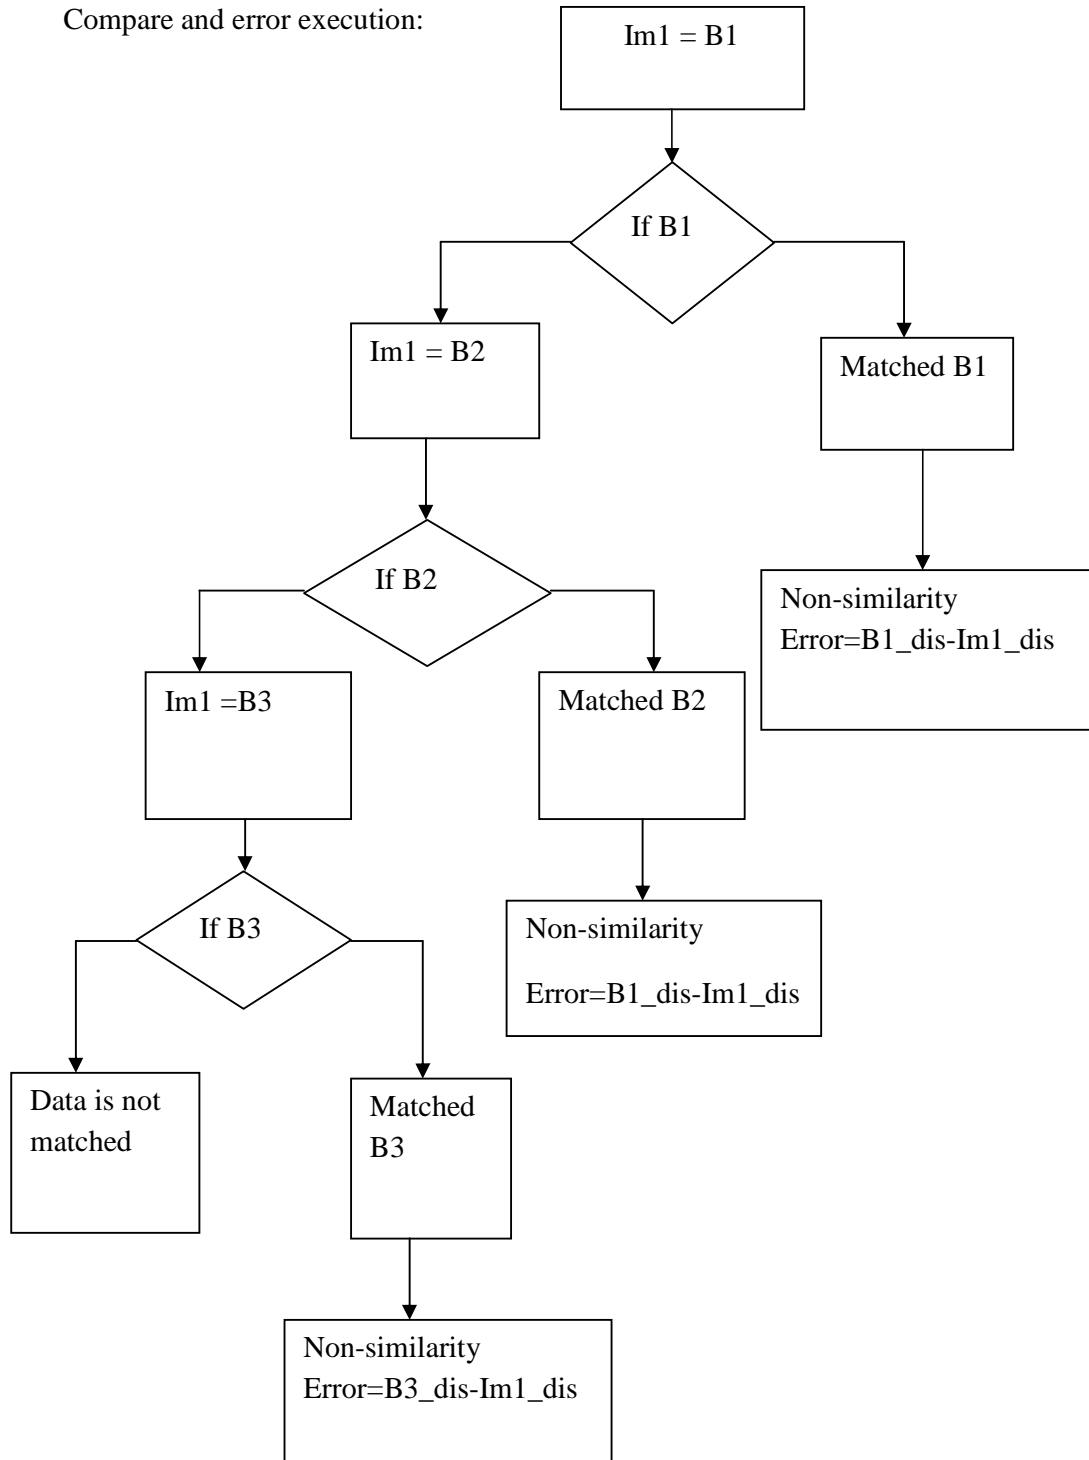 Compare and error execution:
Im1 = B1
If B1
Im1 = B2
Matched B1
If B2
Non-similarity
Error=B1_dis-Im1_dis
Im1 =B3
Matched B2
If B3
Non-similarity
Error=B1_dis-Im1_dis
Data is not
matched
Matched
B3
Non-similarity
Error=B3_dis-Im1_dis